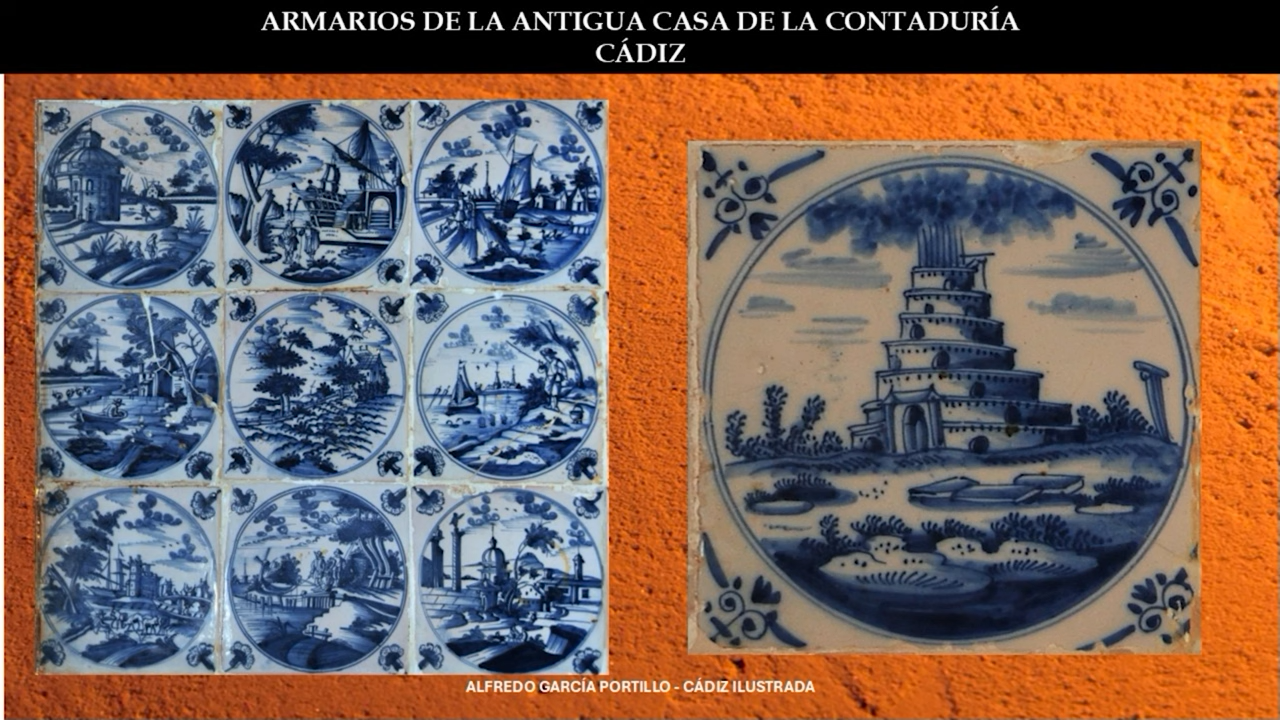 ARMARIOS DE LA ANTIGUA CASA DE LA CONTADURÍA
CÁDIZ
ALFREDO GARCÍA PORTILLO - CÁDIZ ILUSTRADA